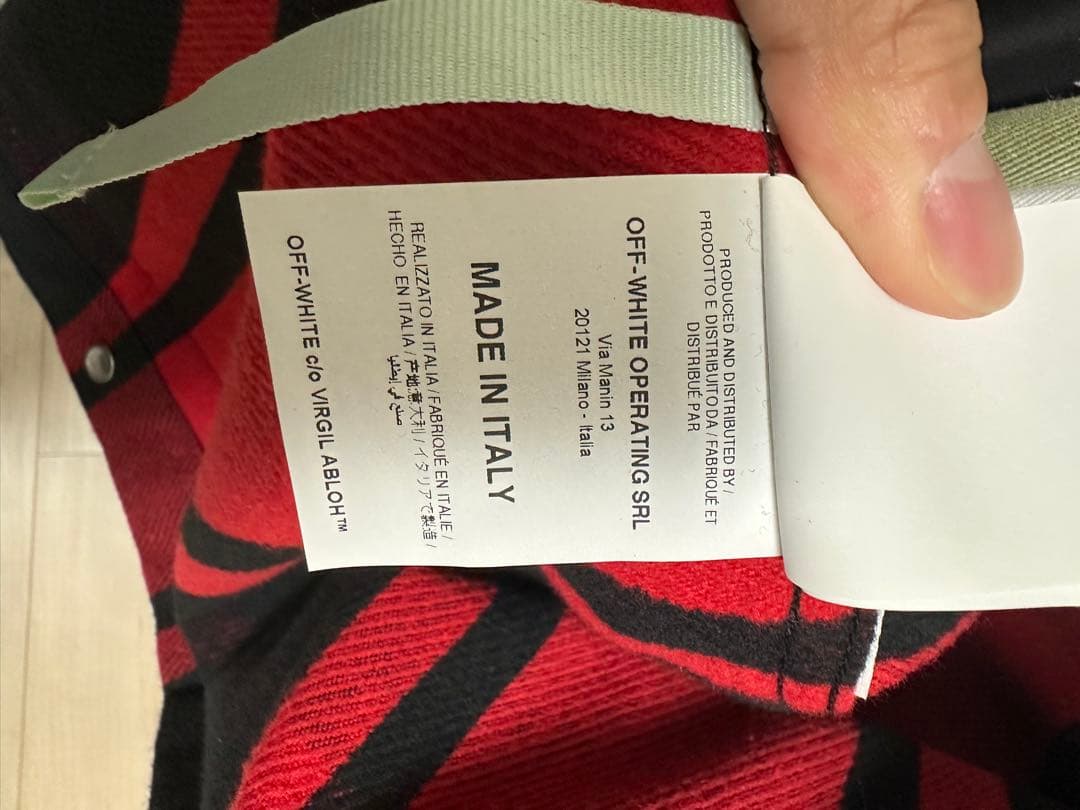 PRODUCED AND DISTRIBUTED BY /
PRODOTTO E DISTRIBUITO DA / FABRIQUÉ ET
DISTRIBUÉ PAR
OFF-WHITE OPERATING SRL
Via Manin 13
20121 Milano - Italia
MADE IN ITALY
REALIZZATO IN ITALIA / FABRIQUÉ EN ITALIE /
HECHO EN ITALIA / 产地:意大利 / イタリアで製造 /
صنع في إيطاليا
OFF-WHITE c/o VIRGIL ABLOH™